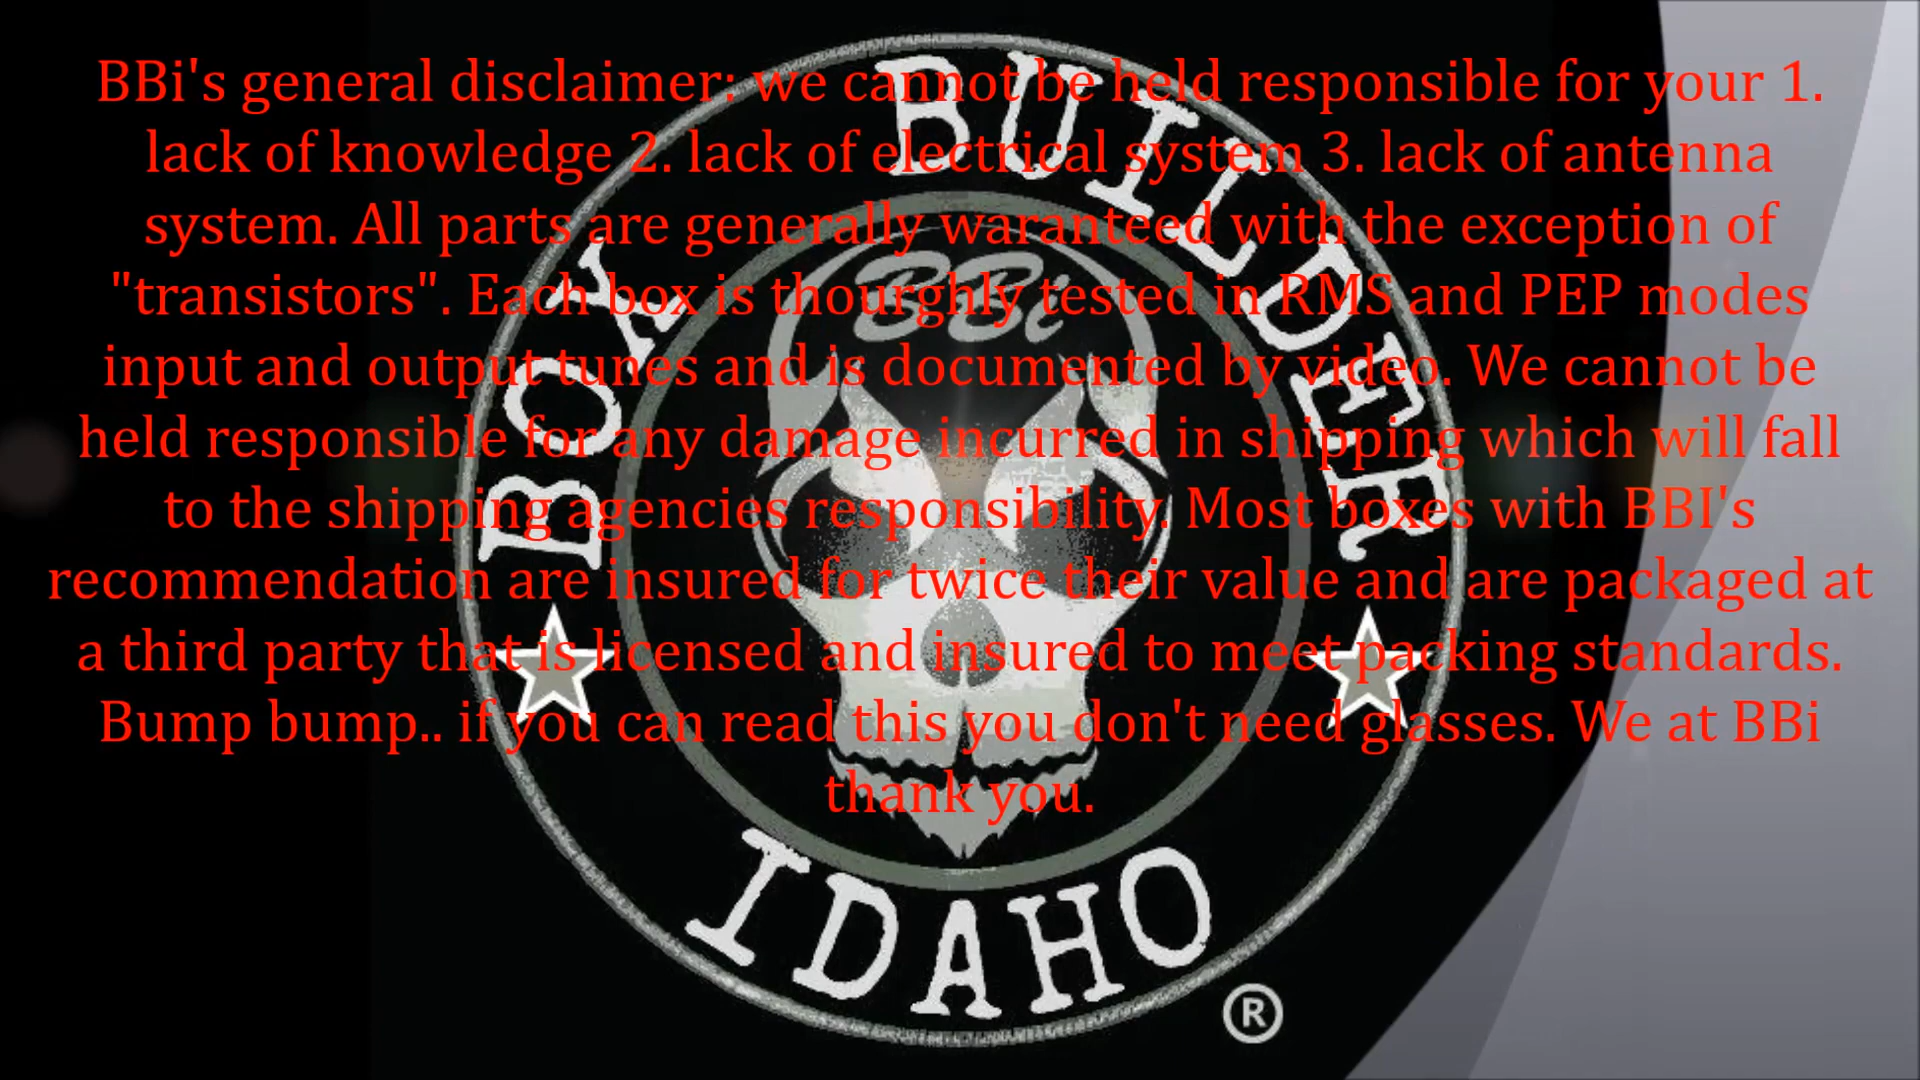 BBi's general disclaimer; we cannot be held responsible for your 1.
lack of knowledge 2. lack of electrical system 3. lack of antenna
system. All parts are generally waranteed with the exception of
"transistors". Each box is thourghly tested in RMS and PEP modes
input and output tunes and is documented by video. We cannot be
held responsible for any damage incurred in shipping which will fall
to the shipping agencies responsibility. Most boxes with BBI's
recommendation are insured for twice their value and are packaged at
a third party that is licensed and insured to meet packing standards.
Bump bump.. if you can read this you don't need glasses. We at BBi
thank you.
BOX BUILDER
BBi
IDAHO
®